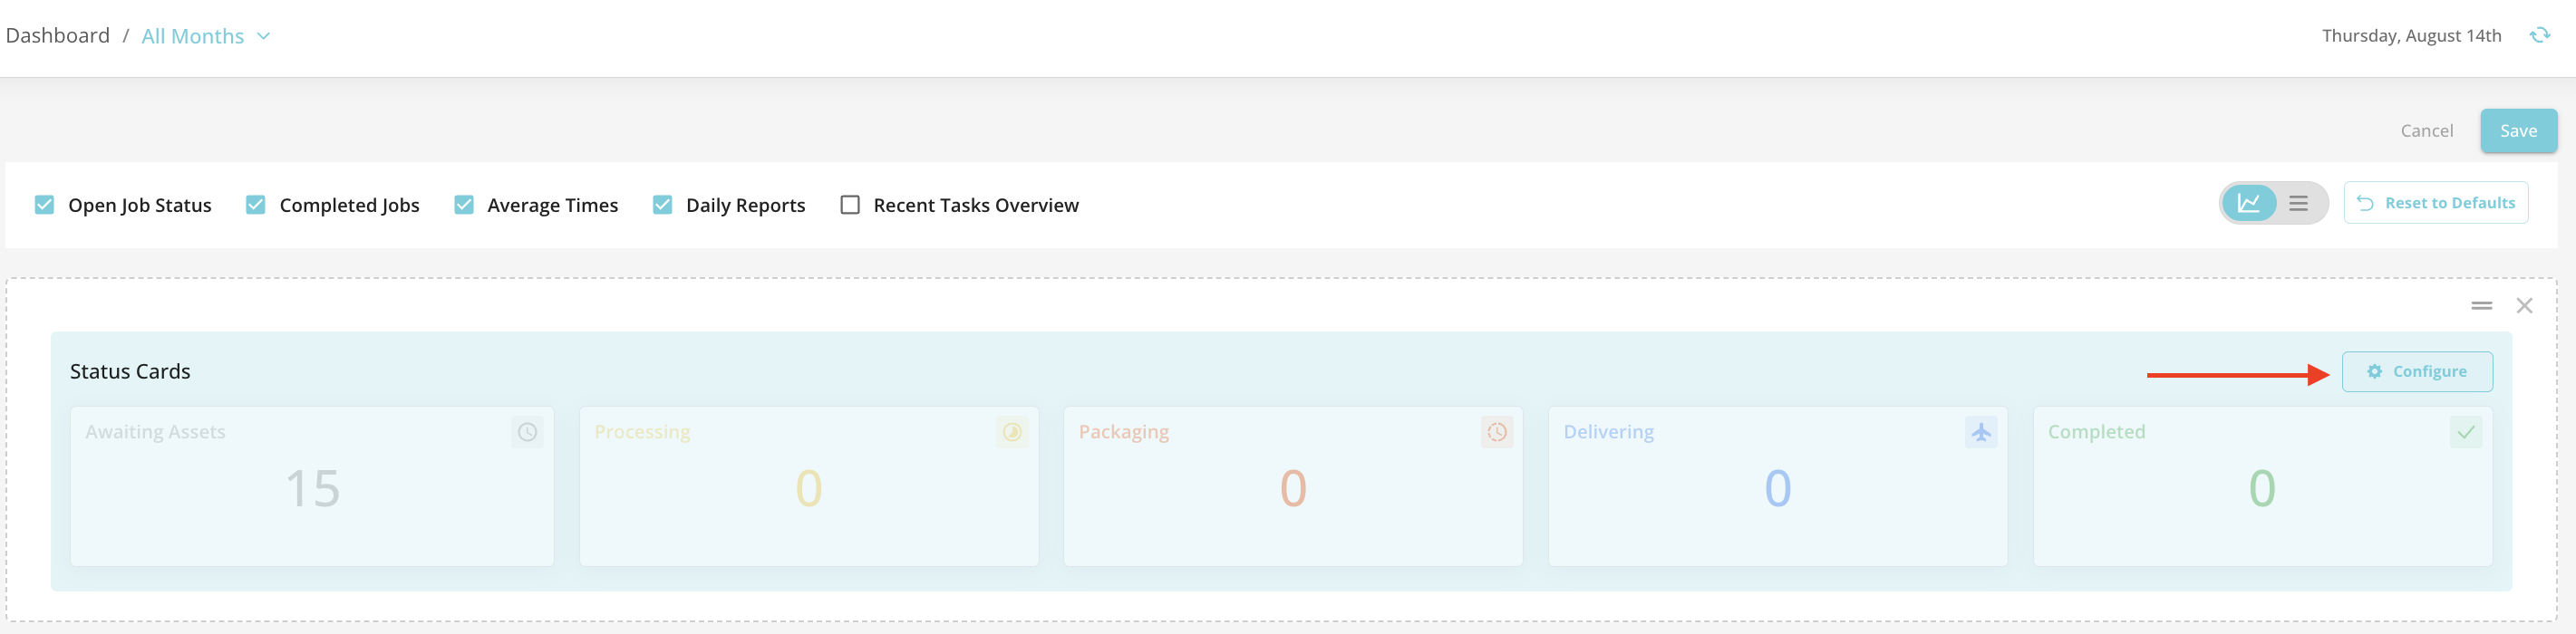 Dashboard / All Months
Thursday, August 14th
Cancel Save
Open Job Status Completed Jobs Average Times Daily Reports Recent Tasks Overview
Reset to Defaults
Status Cards
Configure
Awaiting Assets Processing Packaging Delivering Completed
15 0 0 0 0